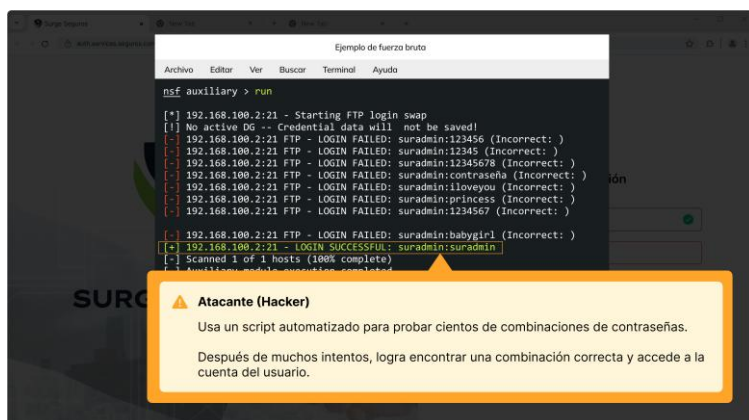 Surge Seguros
New Tab
New Tab
Ejemplo de fuerza bruta
Archivo Editar Ver Buscar Terminal Ayuda
nsf auxiliary > run
[*] 192.168.100.2:21 - Starting FTP login swap
[!] No active DG -- Credential data will not be saved!
[-] 192.168.100.2:21 FTP - LOGIN FAILED: suradmin:123456 (Incorrect: )
[-] 192.168.100.2:21 FTP - LOGIN FAILED: suradmin:12345 (Incorrect: )
[-] 192.168.100.2:21 FTP - LOGIN FAILED: suradmin:12345678 (Incorrect: )
[-] 192.168.100.2:21 FTP - LOGIN FAILED: suradmin:contraseña (Incorrect: )
[-] 192.168.100.2:21 FTP - LOGIN FAILED: suradmin:iloveyou (Incorrect: )
[-] 192.168.100.2:21 FTP - LOGIN FAILED: suradmin:princess (Incorrect: )
[-] 192.168.100.2:21 FTP - LOGIN FAILED: suradmin:1234567 (Incorrect: )
[-] 192.168.100.2:21 FTP - LOGIN FAILED: suradmin:babygirl (Incorrect: )
[+] 192.168.100.2:21 - LOGIN SUCCESSFUL: suradmin:suradmin
[-] Scanned 1 of 1 hosts (100% complete)
[-] Auxiliary module execution completed
ión
SURG
Atacante (Hacker)
Usa un script automatizado para probar cientos de combinaciones de contraseñas.
Después de muchos intentos, logra encontrar una combinación correcta y accede a la
cuenta del usuario.